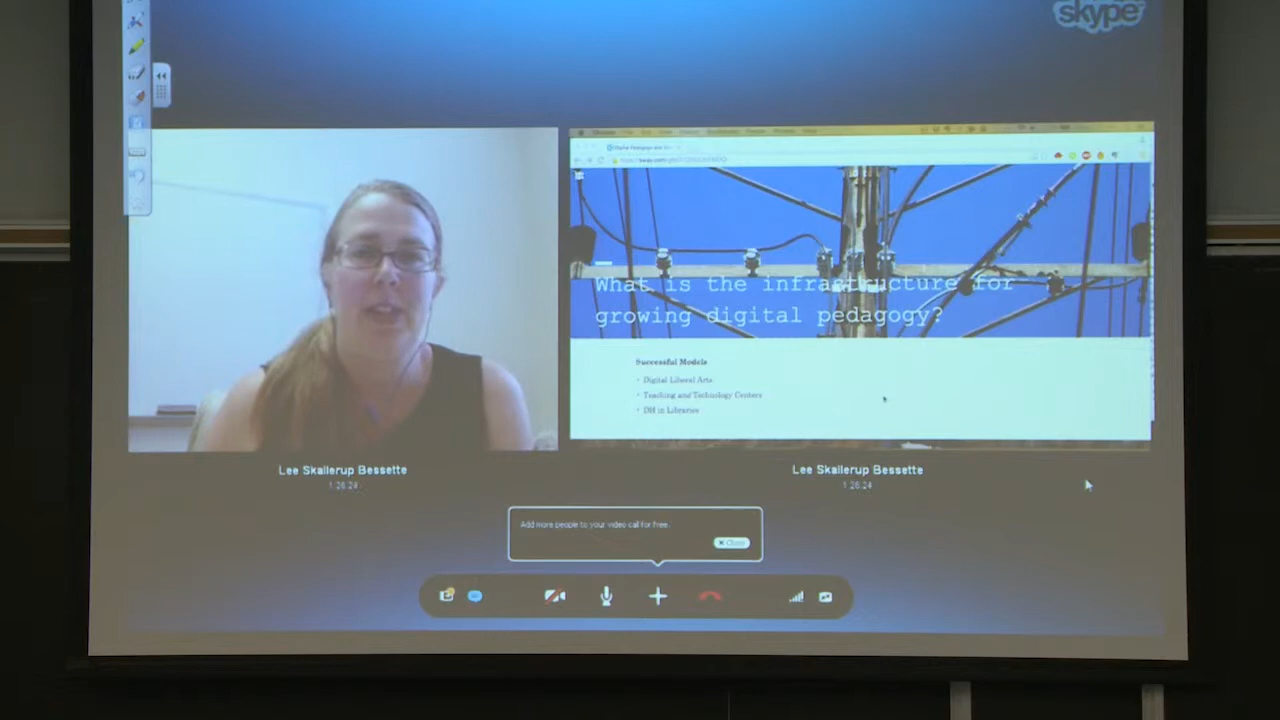 skype
What is the infrastructure for
growing digital pedagogy?
Successful Models
• Digital Liberal Arts
• Teaching and Technology Centers
• DH in Libraries
Lee Skallerup Bessette
1:26:24
Lee Skallerup Bessette
1:26:24
Add more people to your video call for free.
Close